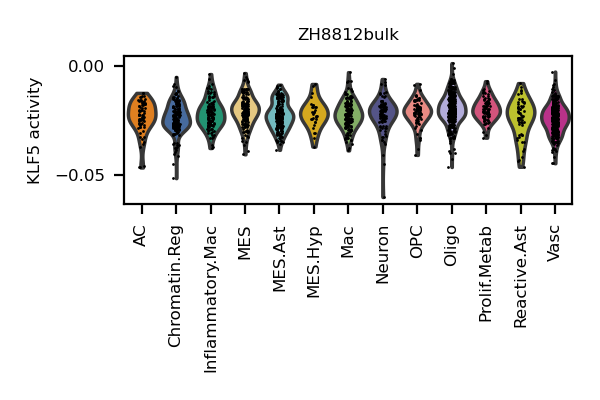 ZH8812bulk
KLF5 activity
0.00
−0.05
AC
Chromatin.Reg
Inflammatory.Mac
MES
MES.Ast
MES.Hyp
Mac
Neuron
OPC
Oligo
Prolif.Metab
Reactive.Ast
Vasc